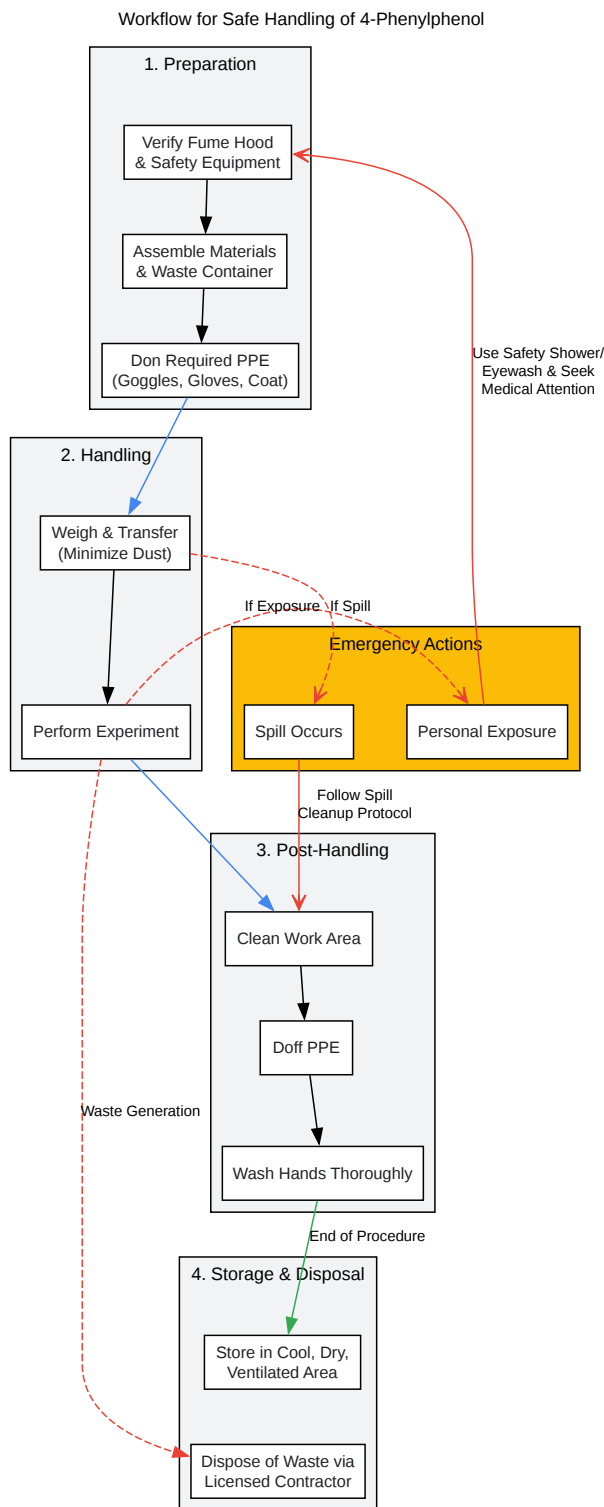 Workflow for Safe Handling of 4-Phenylphenol
1. Preparation
Verify Fume Hood
& Safety Equipment
Assemble Materials
& Waste Container
Don Required PPE
(Goggles, Gloves, Coat)
Use Safety Shower/
Eyewash & Seek
Medical Attention
2. Handling
Weigh & Transfer
(Minimize Dust)
If Exposure
If Spill
Emergency Actions
Perform Experiment
Spill Occurs
Personal Exposure
Follow Spill
Cleanup Protocol
3. Post-Handling
Clean Work Area
Doff PPE
Waste Generation
Wash Hands Thoroughly
End of Procedure
4. Storage & Disposal
Store in Cool, Dry,
Ventilated Area
Dispose of Waste via
Licensed Contractor